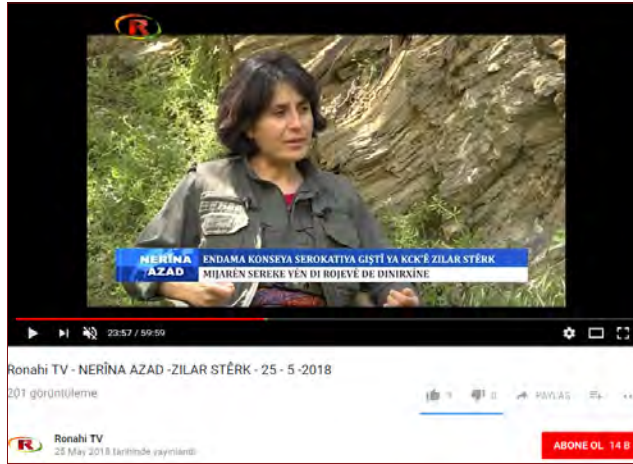 R
NERÎNA AZAD
ENDAMA KONSEYA SEROKATIYA GIŞTÎ YA KCK'Ê ZILAR STÊRK
MIJARÊN SEREKE YÊN DI ROJEVÊ DE DINIRXÎNE
23:57 / 59:59
Ronahi TV - NERÎNA AZAD -ZILAR STÊRK - 25 - 5 -2018
201 görüntüleme
9
0
PAYLAŞ
R
Ronahi TV
28 May 2018 tarihinde yayınlandı
ABONE OL 14 B